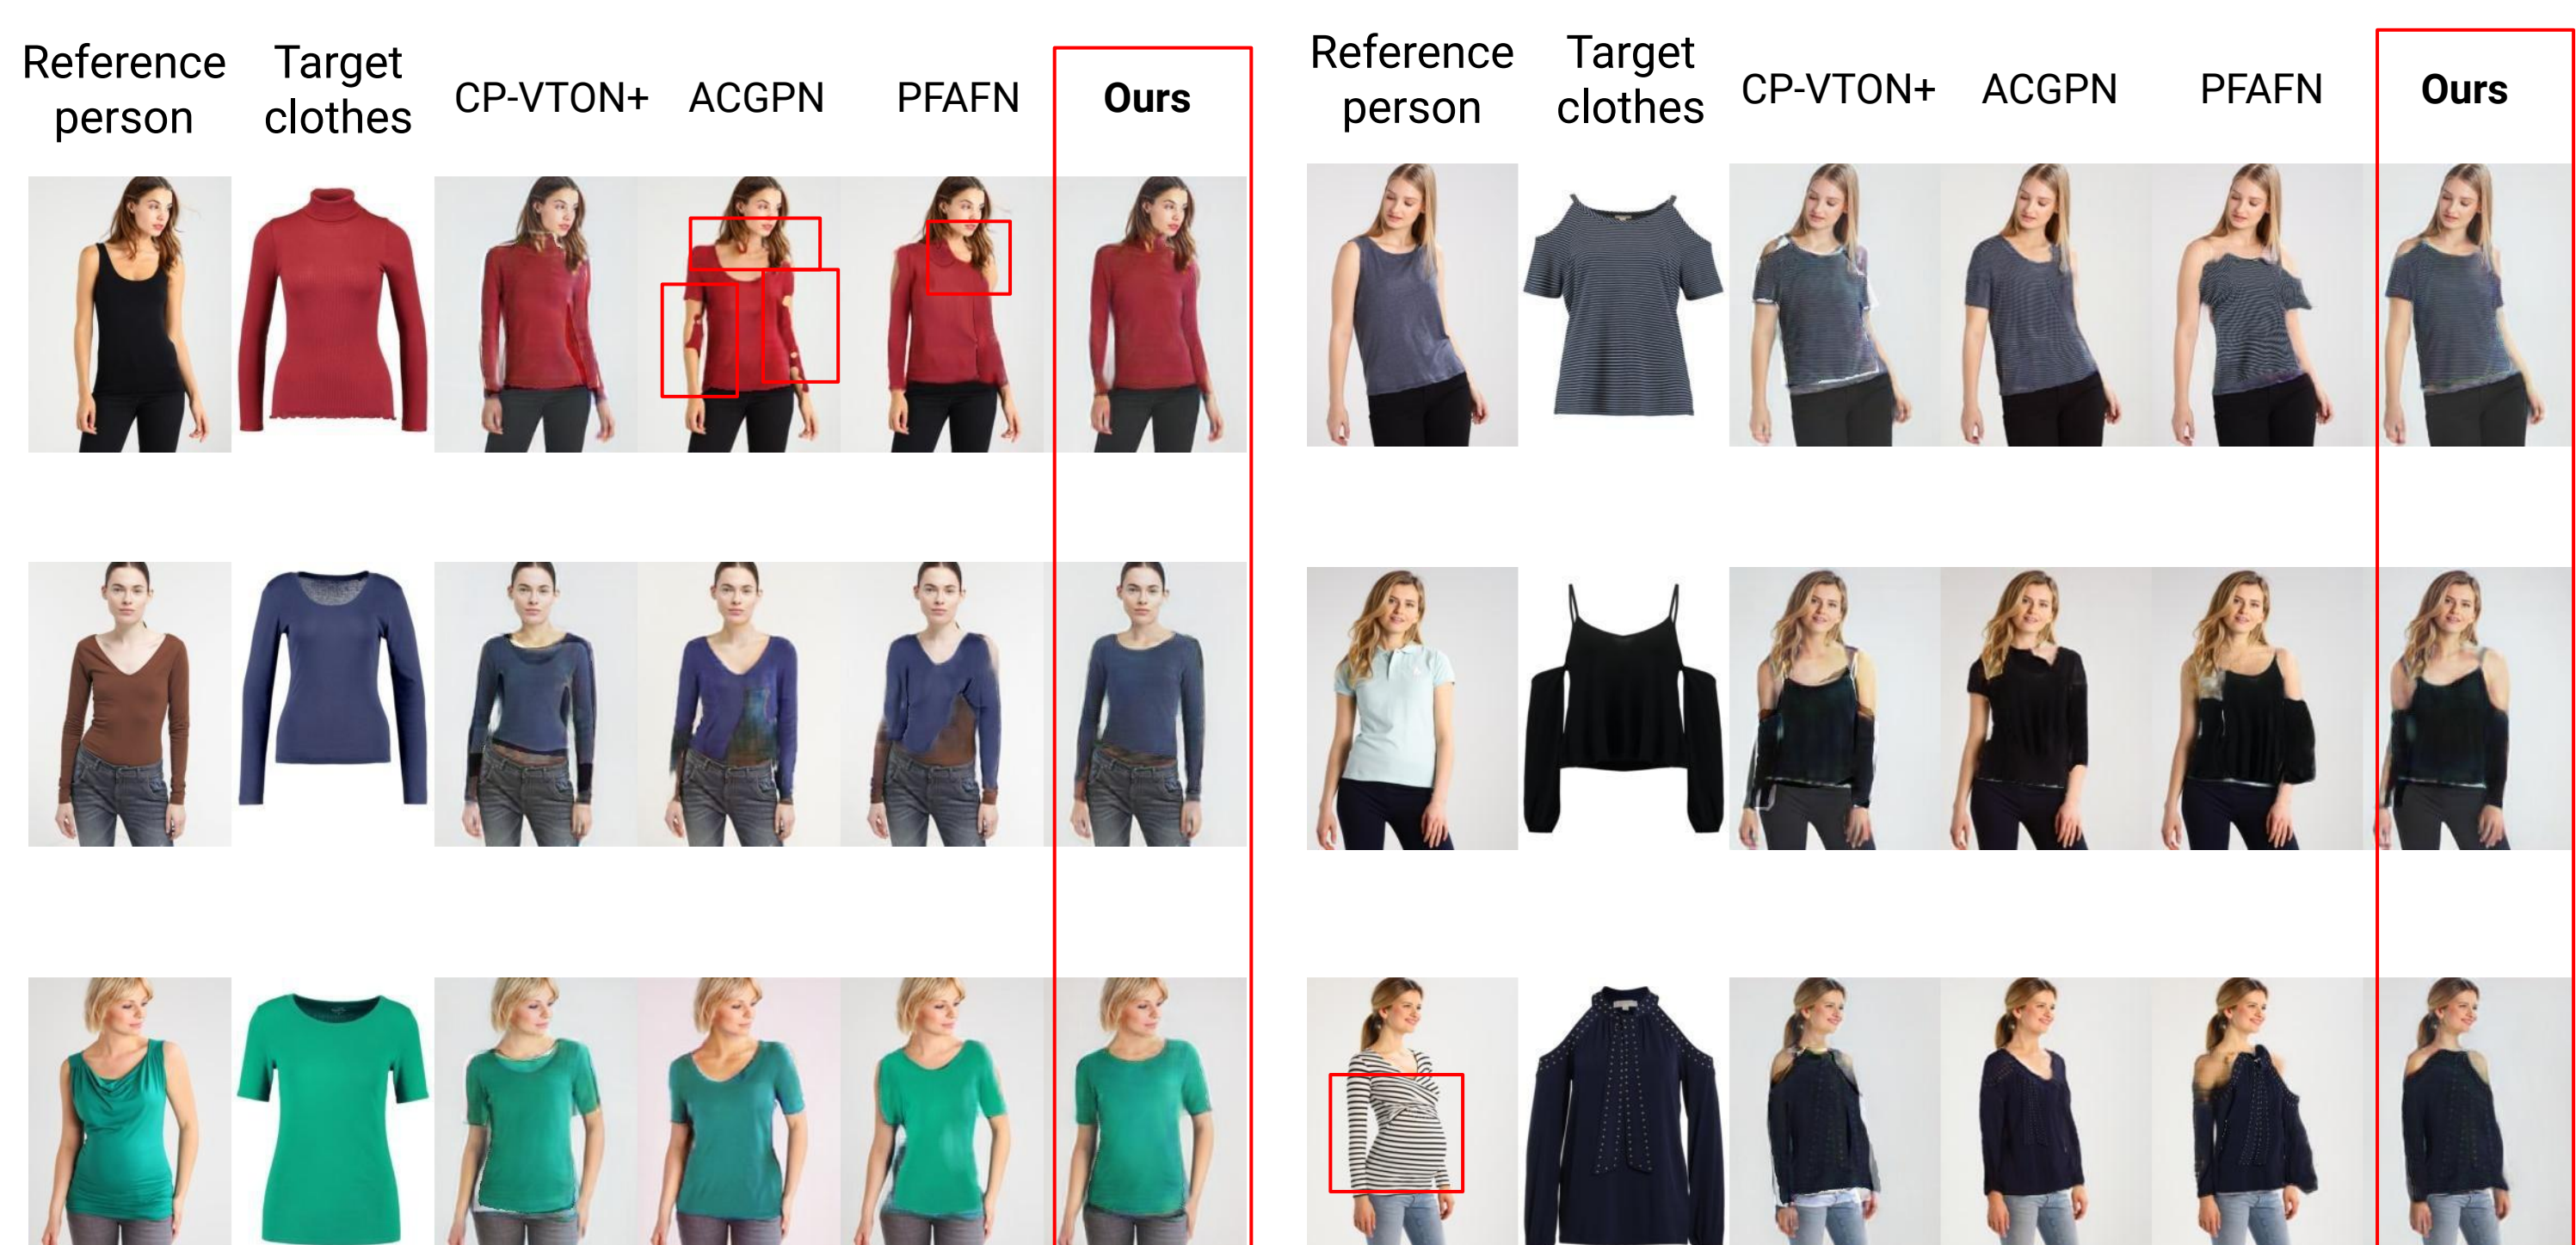 Reference
person
Target
clothes
CP-VTON+
ACGPN
PFAFN
Ours
Reference
person
Target
clothes
CP-VTON+
ACGPN
PFAFN
Ours